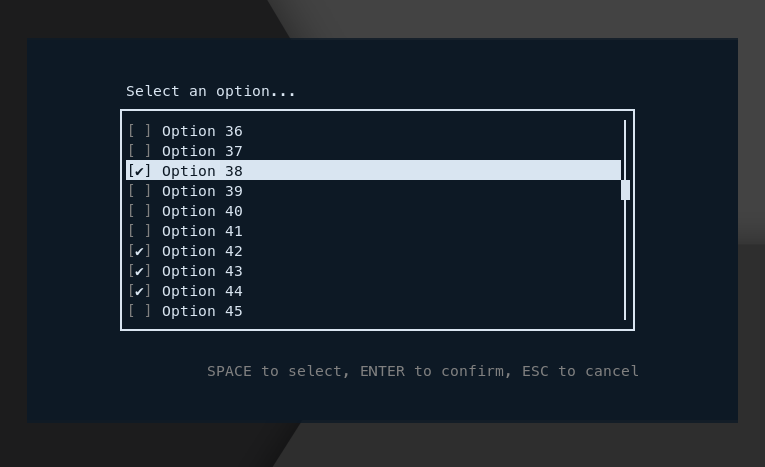 Select an option...
[ ] Option 36
[ ] Option 37
[✔] Option 38
[ ] Option 39
[ ] Option 40
[ ] Option 41
[✔] Option 42
[✔] Option 43
[✔] Option 44
[ ] Option 45
SPACE to select, ENTER to confirm, ESC to cancel